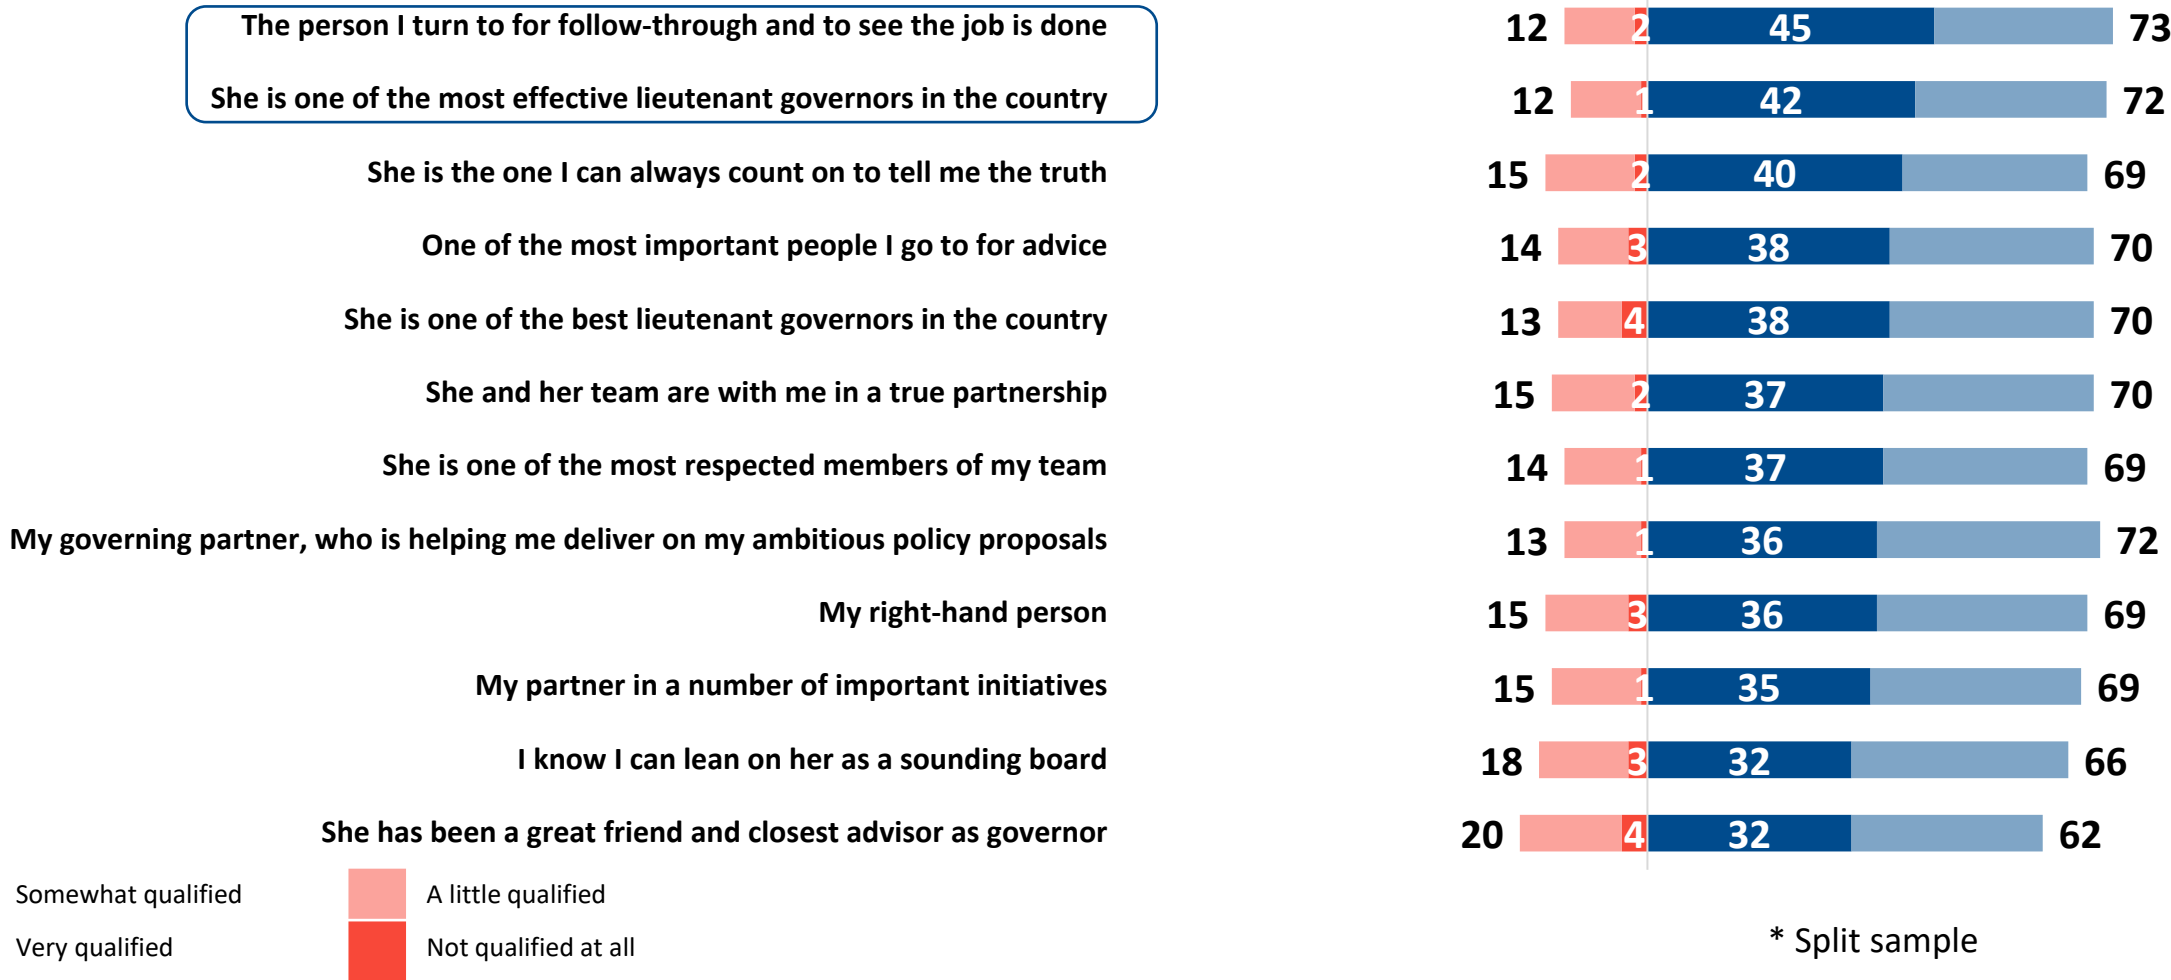 The person I turn to for follow-through and to see the job is done 12 2 45 73
She is one of the most effective lieutenant governors in the country 12 1 42 72
She is the one I can always count on to tell me the truth 15 2 40 69
One of the most important people I go to for advice 14 3 38 70
She is one of the best lieutenant governors in the country 13 4 38 70
She and her team are with me in a true partnership 15 2 37 70
She is one of the most respected members of my team 14 1 37 69
My governing partner, who is helping me deliver on my ambitious policy proposals 13 1 36 72
My right-hand person 15 3 36 69
My partner in a number of important initiatives 15 1 35 69
I know I can lean on her as a sounding board 18 3 32 66
She has been a great friend and closest advisor as governor 20 4 32 62
Somewhat qualified A little qualified
Very qualified Not qualified at all
* Split sample